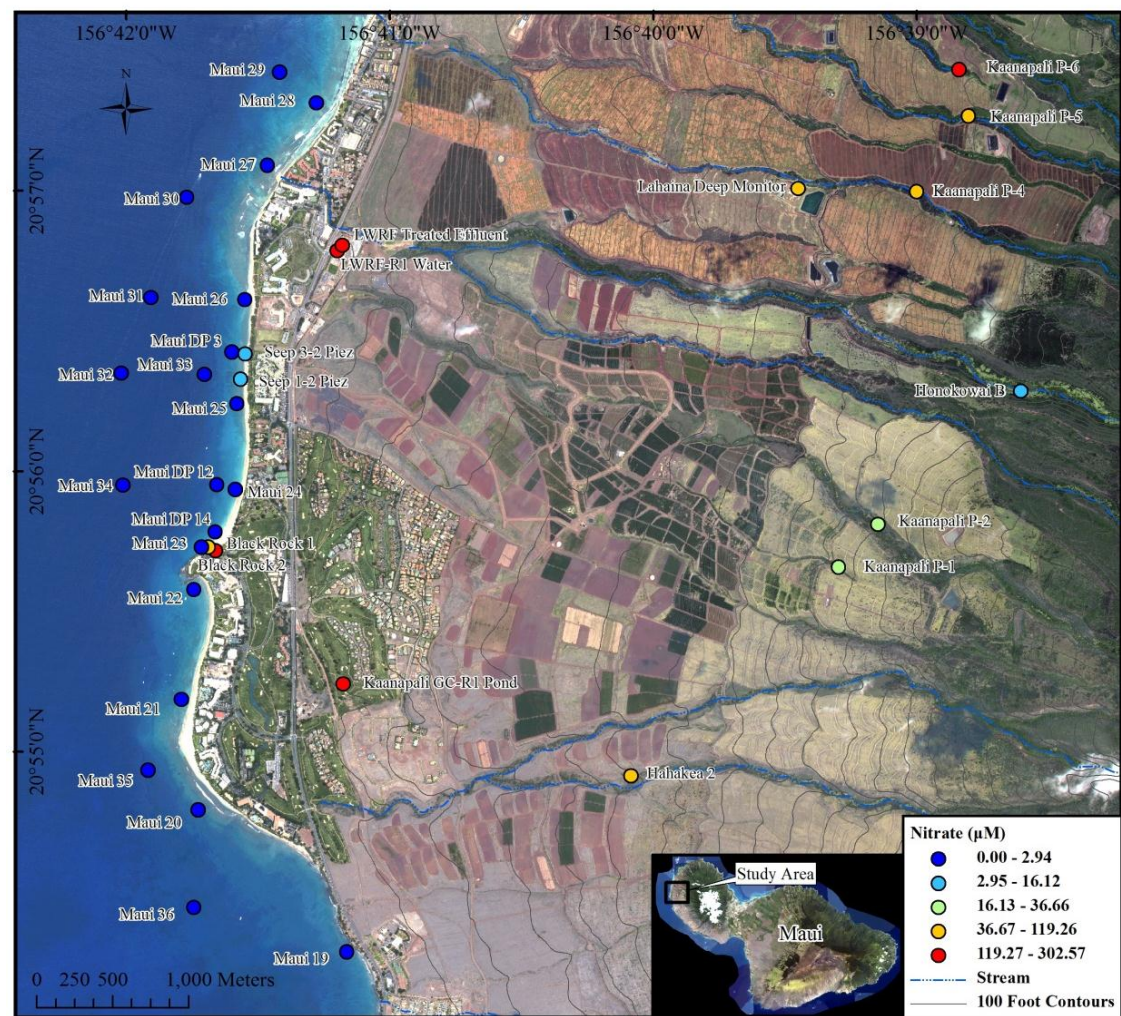 156°42'0"W
156°41'0"W
156°40'0"W
156°39'0"W
N
Maui 29
Kaanapali P-6
Maui 28
Kaanapali P-5
Maui 27
20°57'0"N
Lahaina Deep Monitor
Kaanapali P-4
Maui 30
LWRF Treated Effluent
LWRF-R1 Water
Maui 31
Maui 26
Maui DP 3
Seep 3-2 Piez
Maui 32
Maui 33
Seep 1-2 Piez
Honokowai B
Maui 25
20°56'0"N
Maui 34
Maui DP 12
Maui 24
Maui DP 14
Kaanapali P-2
Maui 23
Black Rock 1
Black Rock 2
Kaanapali P-1
Maui 22
Kaanapali GC-R1 Pond
Maui 21
20°55'0"N
Maui 35
Hahakea 2
Maui 20
Maui 36
Maui 19
0 250 500 1,000 Meters
Study Area
Maui
Nitrate (µM)
0.00 - 2.94
2.95 - 16.12
16.13 - 36.66
36.67 - 119.26
119.27 - 302.57
Stream
100 Foot Contours